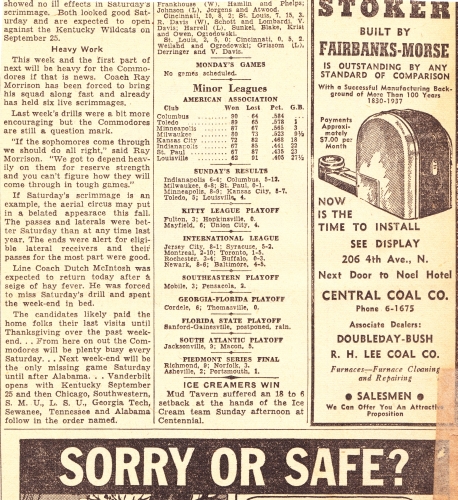 showed no ill effects in Saturday's
scrimmage. Both looked good Sat-
urday and are expected to open
against the Kentucky Wildcats on
September 25.
Heavy Work
This week and the first part of
next will be heavy for the Commo-
dores if that is news. Coach Ray
Morrison has been forced to bring
his squad along fast and already
has held six live scrimmages.
Last week's drills were a bit more
encouraging but the Commodores
are still a question mark.
"If the sophomores come through
we should do all right," said Ray
Morrison. "We got to depend heav-
ily on them for reserve strength
and you can't figure how they will
come through in tough games."
If Saturday's scrimmage is an
example, the aerial circus may put
in a belated appearance this fall.
The passes and laterals were bet-
ter Saturday than at any time last
year. The ends were alert for eligi-
ble lateral receivers and their
passes for the most part were good.
Line Coach Dutch McIntosh was
expected to return today after a
seige of hay fever. He was forced
to miss Saturday's drill and spent
the week-end in bed.
The candidates likely paid the
home folks their last visits until
Thanksgiving over the past week-
end. . . From here on out the Com-
modores will be plenty busy every
Saturday. . . Next week-end will be
the only missing game Saturday
until after Alabama. . . Vanderbilt
opens with Kentucky September
25 and then Chicago, Southwestern,
S. M. U., L. S. U., Georgia Tech,
Sewanee, Tennessee and Alabama
follow in the order named.
Frankhouse (W), Hamlin and Phelps;
Johnson (L), Jorgens and Atwood.
Cincinnati, 10, 8, 2; St. Louis, 7, 15, 3.
R. Davis (W), Schott and Lombardi, V.
Davis; Harrell (L), Sunkel, Blake, Krist
and Owen, Ogrodowski.
St. Louis, 2, 5, 0; Cincinnati, 0, 5, 0.
Weiland and Ogrodowski; Grissom (L),
Derringer and V. Davis.
MONDAY'S GAMES
No games scheduled.
Minor Leagues
AMERICAN ASSOCIATION
Club Won Lost Pct. G.B.
Columbus 90 64 .584
Toledo 89 65 .578 1
Minneapolis 87 67 .565 3
Milwaukee 80 73 .523 9½
Kansas City 72 82 .468 18
Indianapolis 67 85 .441 22
St. Paul 67 87 .435 23
Louisville 62 91 .405 27½
SUNDAY'S RESULTS
Indianapolis 6-4; Columbus, 5-12.
Milwaukee, 6-8; St. Paul, 0-1.
Minneapolis, 8-9; Kansas City, 5-7.
Toledo, 5; Louisville, 4.
KITTY LEAGUE PLAYOFF
Fulton, 3; Hopkinsville, 0.
Mayfield, 6; Union City, 4.
INTERNATIONAL LEAGUE
Jersey City, 8-1; Syracuse, 5-2.
Montreal, 2-10; Toronto, 1-5.
Rochester, 3-4; Buffalo, 0-3.
Newark, 8-6; Baltimore, 4-5.
SOUTHEASTERN PLAYOFF
Mobile, 3; Pensacola, 2.
GEORGIA-FLORIDA PLAYOFF
Cordele, 6; Thomasville, 0.
FLORIDA STATE PLAYOFF
Sanford-Gainesville, postponed, rain.
SOUTH ATLANTIC PLAYOFF
Jacksonville, 3; Macon, 5.
PIEDMONT SERIES FINAL
Richmond, 9; Norfolk, 3.
Asheville, 2; Portsmouth, 1.
ICE CREAMERS WIN
Mud Tavern suffered an 18 to 6
setback at the hands of the Ice
Cream team Sunday afternoon at
Centennial.
STOKER
BUILT BY
FAIRBANKS-MORSE
IS OUTSTANDING BY ANY
STANDARD OF COMPARISON
With a Successful Manufacturing Back-
ground of More Than 100 Years
1830-1937
Payments
Approxi-
mately
$7.00 per
Month
NOW
IS THE
TIME TO INSTALL
SEE DISPLAY
206 4th Ave., N.
Next Door to Noel Hotel
CENTRAL COAL CO.
Phone 6-1675
Associate Dealers:
DOUBLEDAY-BUSH
R. H. LEE COAL CO.
Furnaces—Furnace Cleaning
and Repairing
● SALESMEN ●
We Can Offer You An Attractive
Proposition
SORRY OR SAFE?